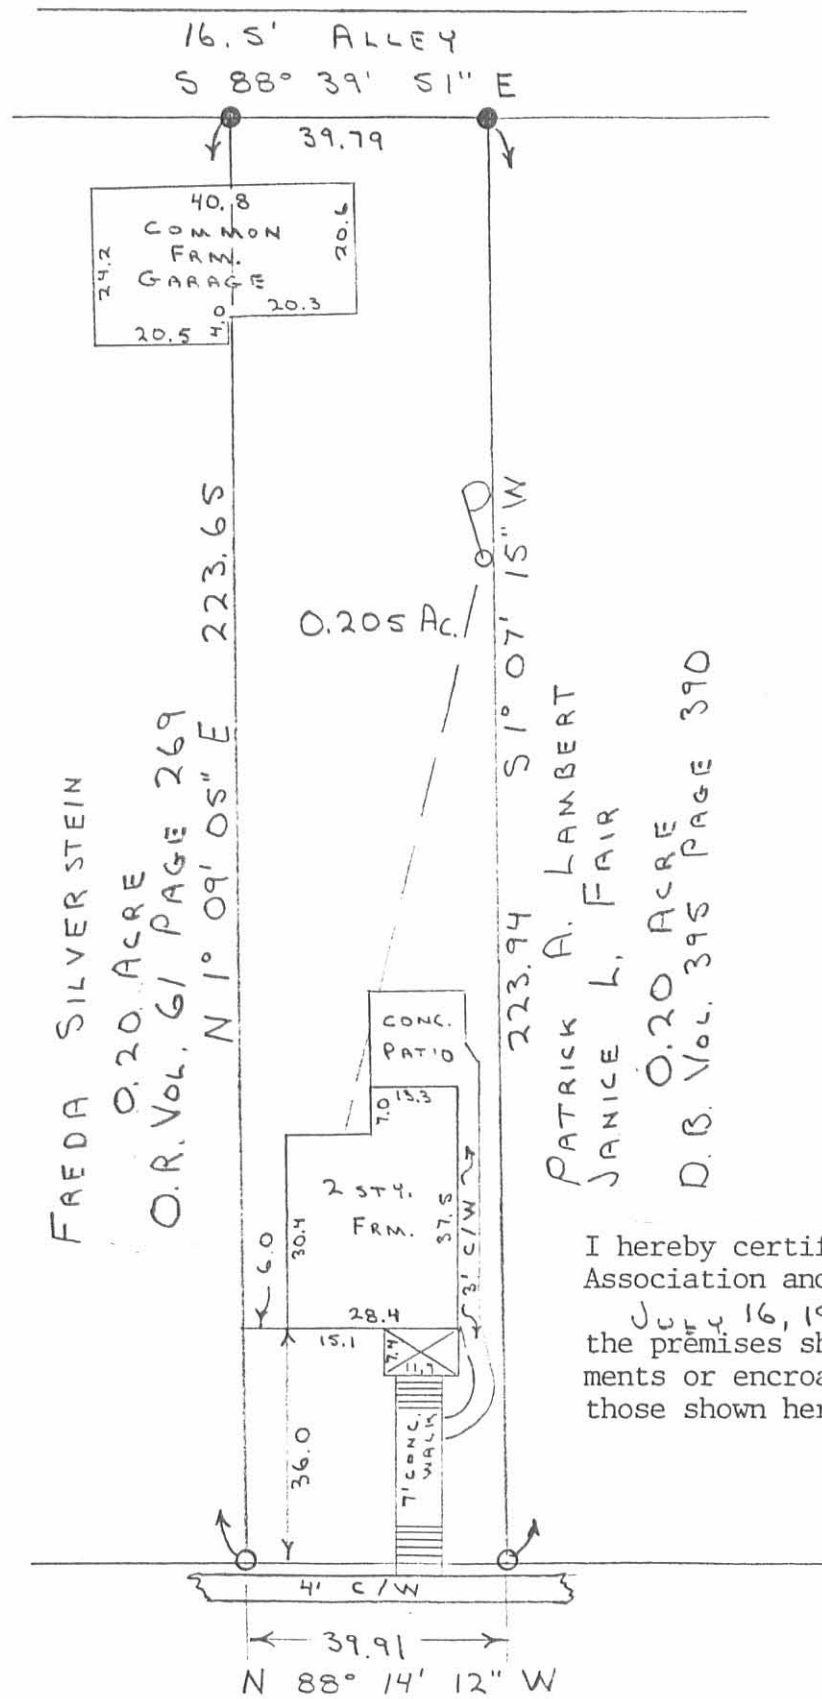 16.5' ALLEY
S 88° 39' 51" E
39.79
40.8
COMMON
FRM.
GARAGE
24.2
20.6
20.3
4.0
20.5
N 1° 09' 05" E 223.65
0.205 Ac.
S 1° 07' 15" W
223.94
FREDA SILVERSTEIN
0.20 ACRE
O.R. VOL. 61 PAGE 269
PATRICK A. LAMBERT
JANICE L. FAIR
0.20 ACRE
D.B. VOL. 395 PAGE 390
CONC.
PATIO
7.0
13.3
2 STY.
FRM.
30.4
37.5
3' C/W
6.0
28.4
15.1
7.4
11.9
36.0
7' CONC.
WALK
I hereby certif
Association and
JULY 16, 19
the premises sh
ments or encroa
those shown her
4' C/W
39.91
N 88° 14' 12" W